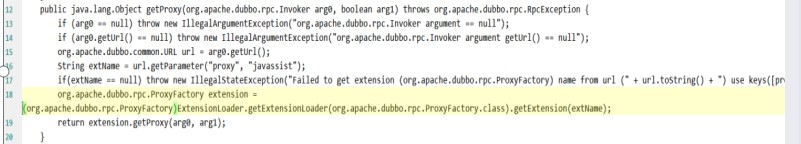 12 public java.lang.Object getProxy(org.apache.dubbo.rpc.Invoker arg0, boolean arg1) throws org.apache.dubbo.rpc.RpcException {
13 if (arg0 == null) throw new IllegalArgumentException("org.apache.dubbo.rpc.Invoker argument == null");
14 if (arg0.getUrl() == null) throw new IllegalArgumentException("org.apache.dubbo.rpc.Invoker argument getUrl() == null");
15 org.apache.dubbo.common.URL url = arg0.getUrl();
16 String extName = url.getParameter("proxy", "javassist");
17 if(extName == null) throw new IllegalStateException("Failed to get extension (org.apache.dubbo.rpc.ProxyFactory) name from url (" + url.toString() + ") use keys([pr
18 org.apache.dubbo.rpc.ProxyFactory extension =
(org.apache.dubbo.rpc.ProxyFactory)ExtensionLoader.getExtensionLoader(org.apache.dubbo.rpc.ProxyFactory.class).getExtension(extName);
19 return extension.getProxy(arg0, arg1);
20 }